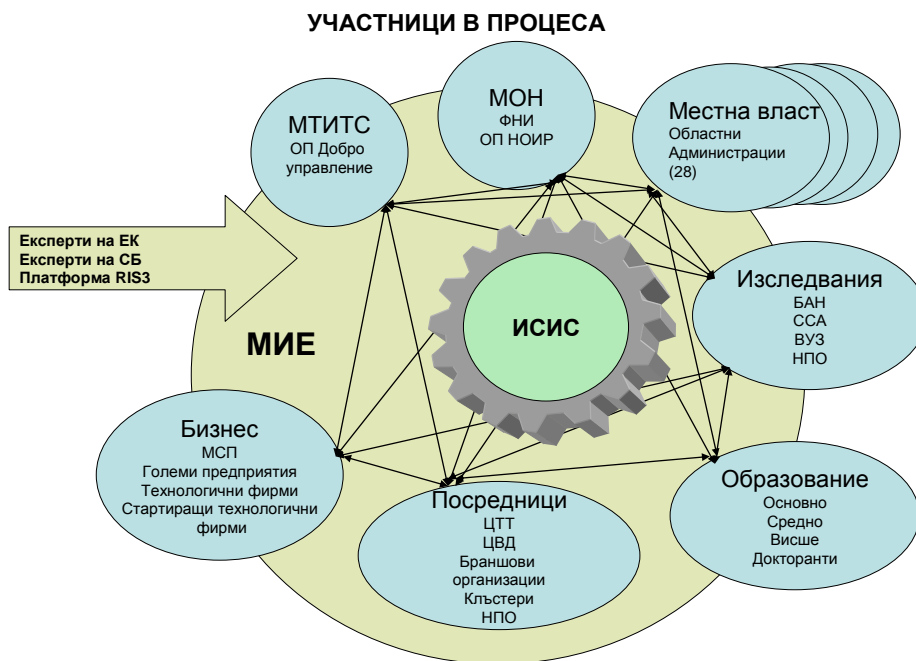 УЧАСТНИЦИ В ПРОЦЕСА
МТИТС
ОП Добро
управление
МОН
ФНИ
ОП НОИР
Местна власт
Областни
Администрации
(28)
Експерти на ЕК
Експерти на СБ
Платформа RIS3
МИЕ
ИСИС
Изследвания
БАН
ССА
ВУЗ
НПО
Бизнес
МСП
Големи предприятия
Технологични фирми
Стартиращи технологични
фирми
Посредници
ЦТТ
ЦВД
Браншови
организации
Клъстери
НПО
Образование
Основно
Средно
Висше
Докторанти